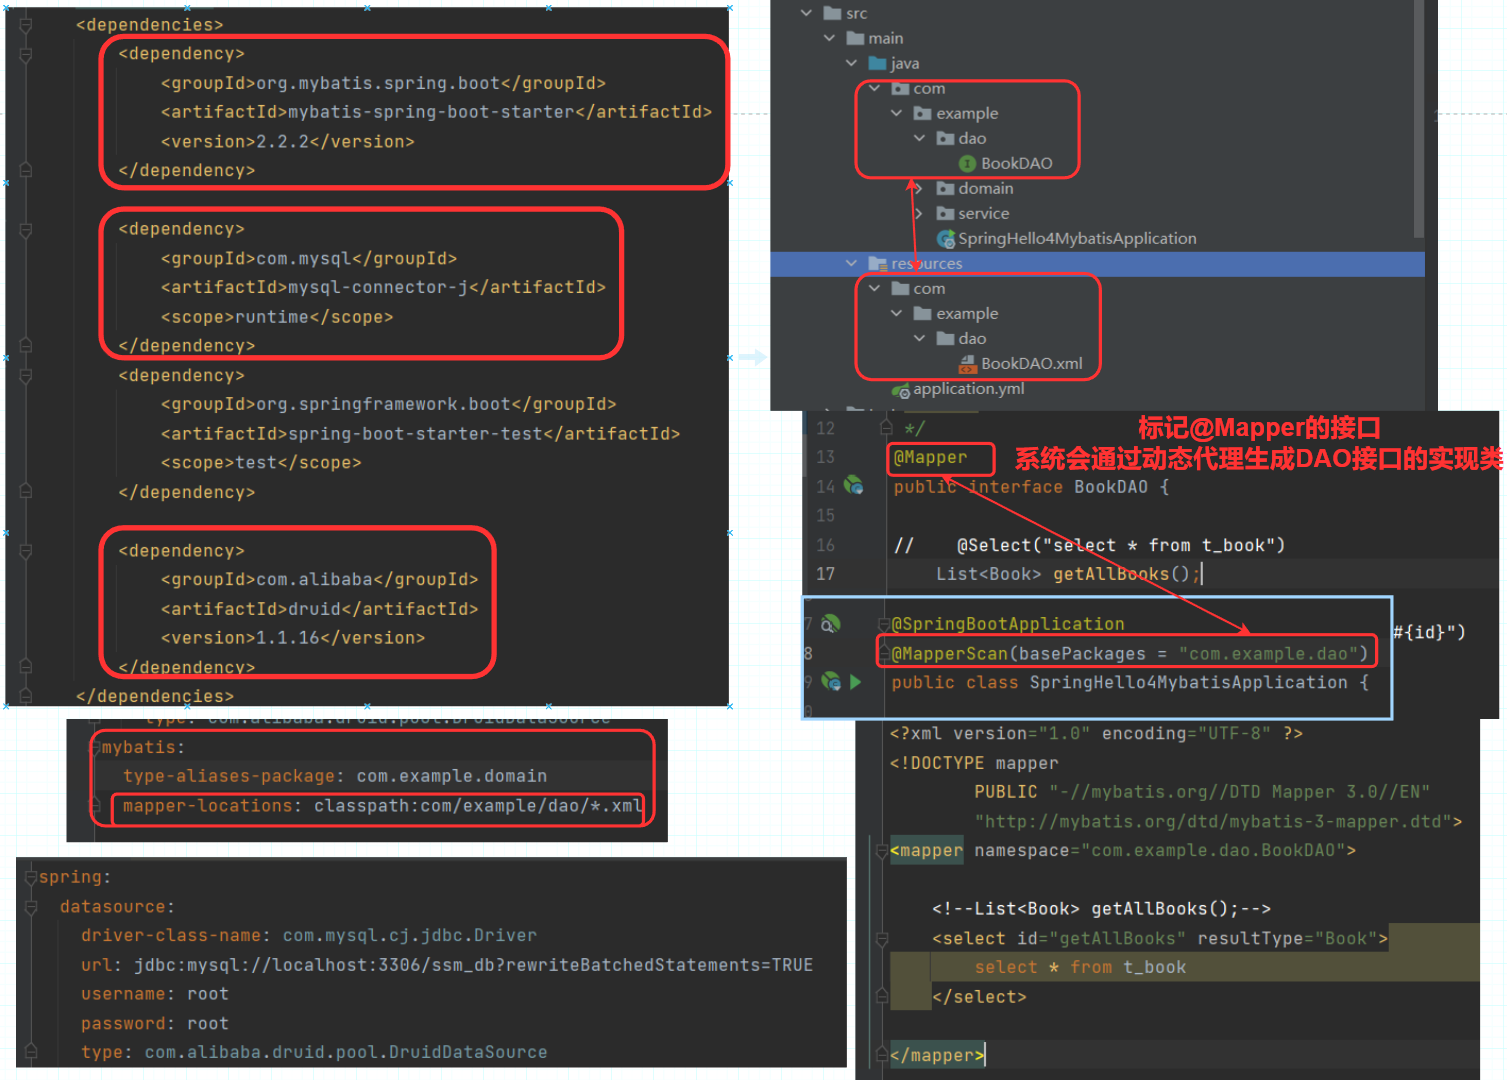 <dependencies>
<dependency>
<groupId>org.mybatis.spring.boot</groupId>
<artifactId>mybatis-spring-boot-starter</artifactId>
<version>2.2.2</version>
</dependency>
<dependency>
<groupId>com.mysql</groupId>
<artifactId>mysql-connector-j</artifactId>
<scope>runtime</scope>
</dependency>
<dependency>
<groupId>org.springframework.boot</groupId>
<artifactId>spring-boot-starter-test</artifactId>
<scope>test</scope>
</dependency>
<dependency>
<groupId>com.alibaba</groupId>
<artifactId>druid</artifactId>
<version>1.1.16</version>
</dependency>
</dependencies>
src
main
java
com
example
dao
BookDAO
domain
service
SpringHello4MybatisApplication
resources
com
example
dao
BookDAO.xml
application.yml
12 */
标记@Mapper的接口
13 @Mapper
系统会通过动态代理生成DAO接口的实现类
14 public interface BookDAO {
15
16 // @Select("select * from t_book")
17 List<Book> getAllBooks();
7 @SpringBootApplication
#{id}")
8 @MapperScan(basePackages = "com.example.dao")
9 public class SpringHello4MybatisApplication {
type: com.alibaba.druid.pool.DruidDataSource
mybatis:
type-aliases-package: com.example.domain
mapper-locations: classpath:com/example/dao/*.xml
spring:
datasource:
driver-class-name: com.mysql.cj.jdbc.Driver
url: jdbc:mysql://localhost:3306/ssm_db?rewriteBatchedStatements=TRUE
username: root
password: root
type: com.alibaba.druid.pool.DruidDataSource
<?xml version="1.0" encoding="UTF-8" ?>
<!DOCTYPE mapper
PUBLIC "-//mybatis.org//DTD Mapper 3.0//EN"
"http://mybatis.org/dtd/mybatis-3-mapper.dtd">
<mapper namespace="com.example.dao.BookDAO">
<!--List<Book> getAllBooks();-->
<select id="getAllBooks" resultType="Book">
select * from t_book
</select>
</mapper>